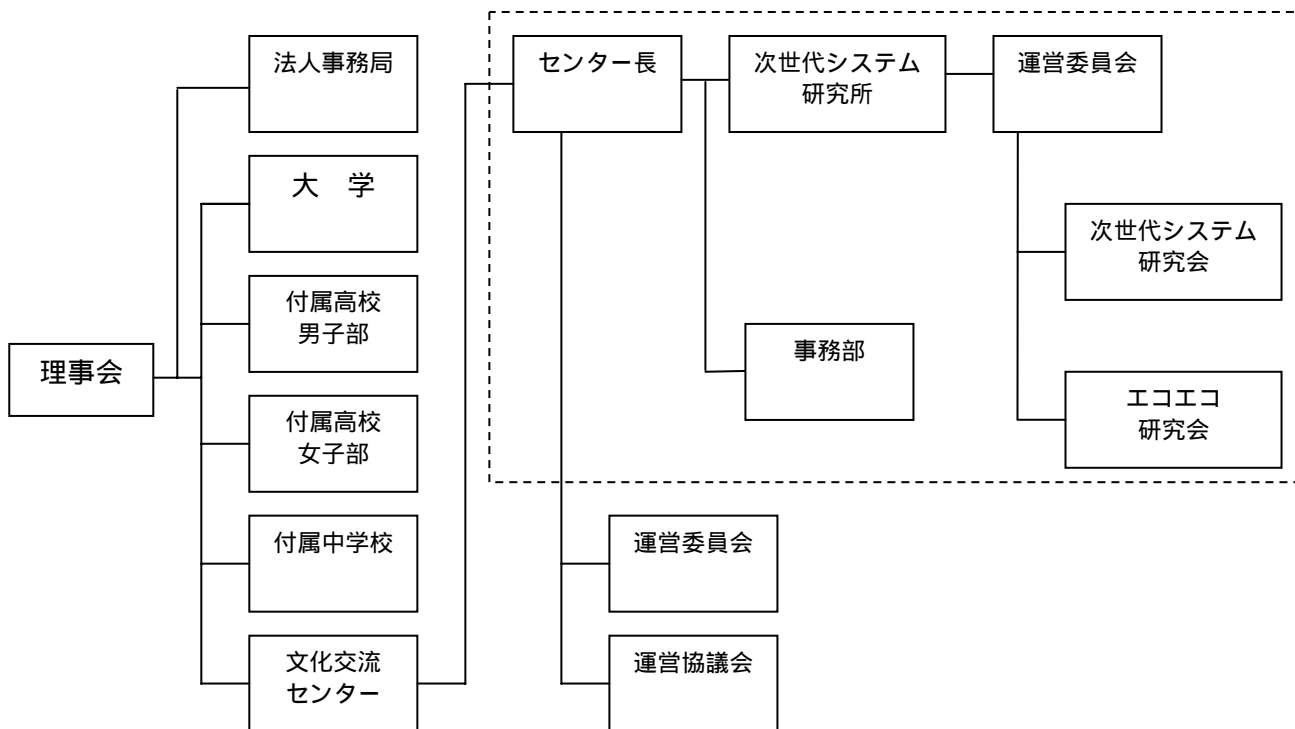 理事会
法人事務局
大　学
付属高校
男子部
付属高校
女子部
付属中学校
文化交流
センター
センター長
次世代システム
研究所
運営委員会
次世代システム
研究会
エコエコ
研究会
事務部
運営委員会
運営協議会